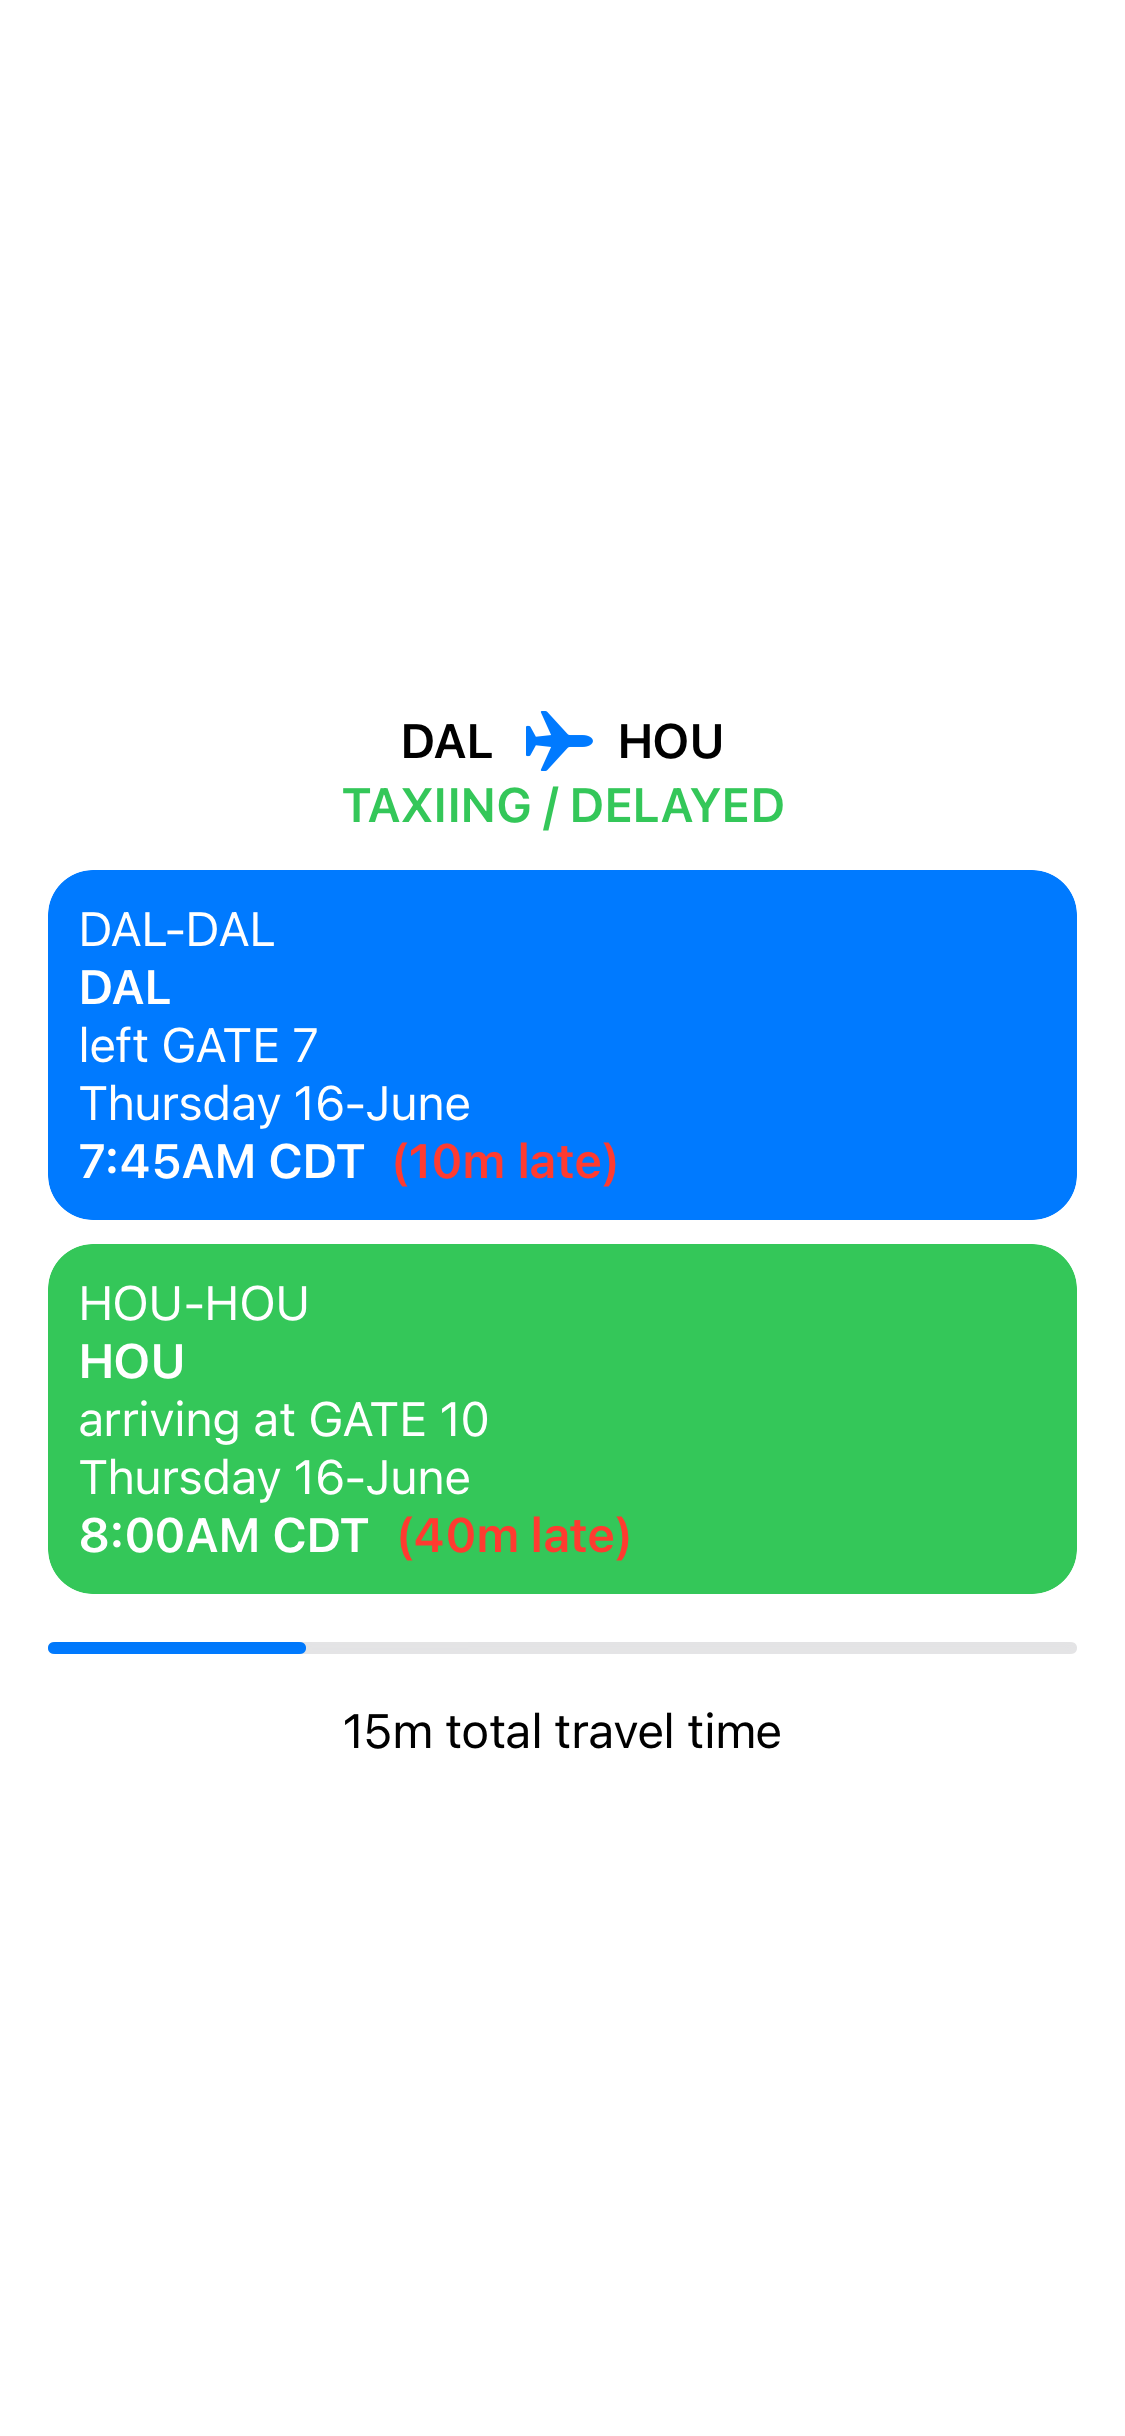 DAL HOU
TAXIING / DELAYED
DAL-DAL
DAL
left GATE 7
Thursday 16-June
7:45AM CDT (10m late)
HOU-HOU
HOU
arriving at GATE 10
Thursday 16-June
8:00AM CDT (40m late)
15m total travel time